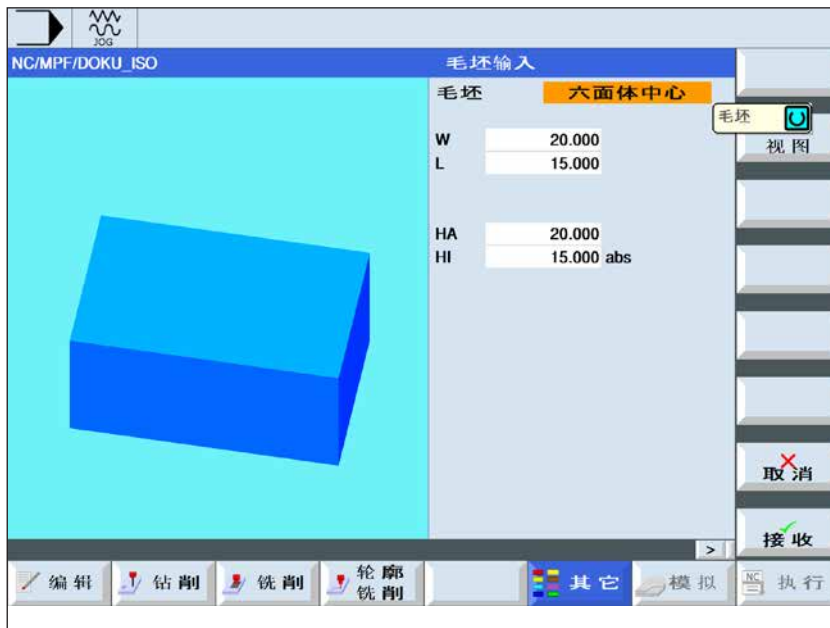 JOG
NC/MPF/DOKU_ISO 毛坯输入
毛坯 六面体中心
毛坯
视图
W 20.000
L 15.000
HA 20.000
HI 15.000 abs
取消
接收
>
编辑 钻削 铣削 轮廓铣削 其它 模拟 NC 执行